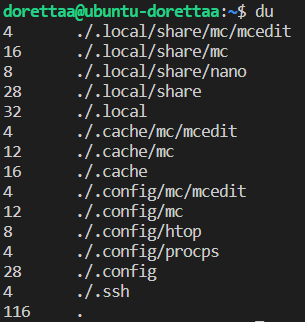 dorettaa@ubuntu-dorettaa:~$ du
4 ./.local/share/mc/mcedit
16 ./.local/share/mc
8 ./.local/share/nano
28 ./.local/share
32 ./.local
4 ./.cache/mc/mcedit
12 ./.cache/mc
16 ./.cache
4 ./.config/mc/mcedit
12 ./.config/mc
8 ./.config/htop
4 ./.config/procps
28 ./.config
4 ./.ssh
116 .